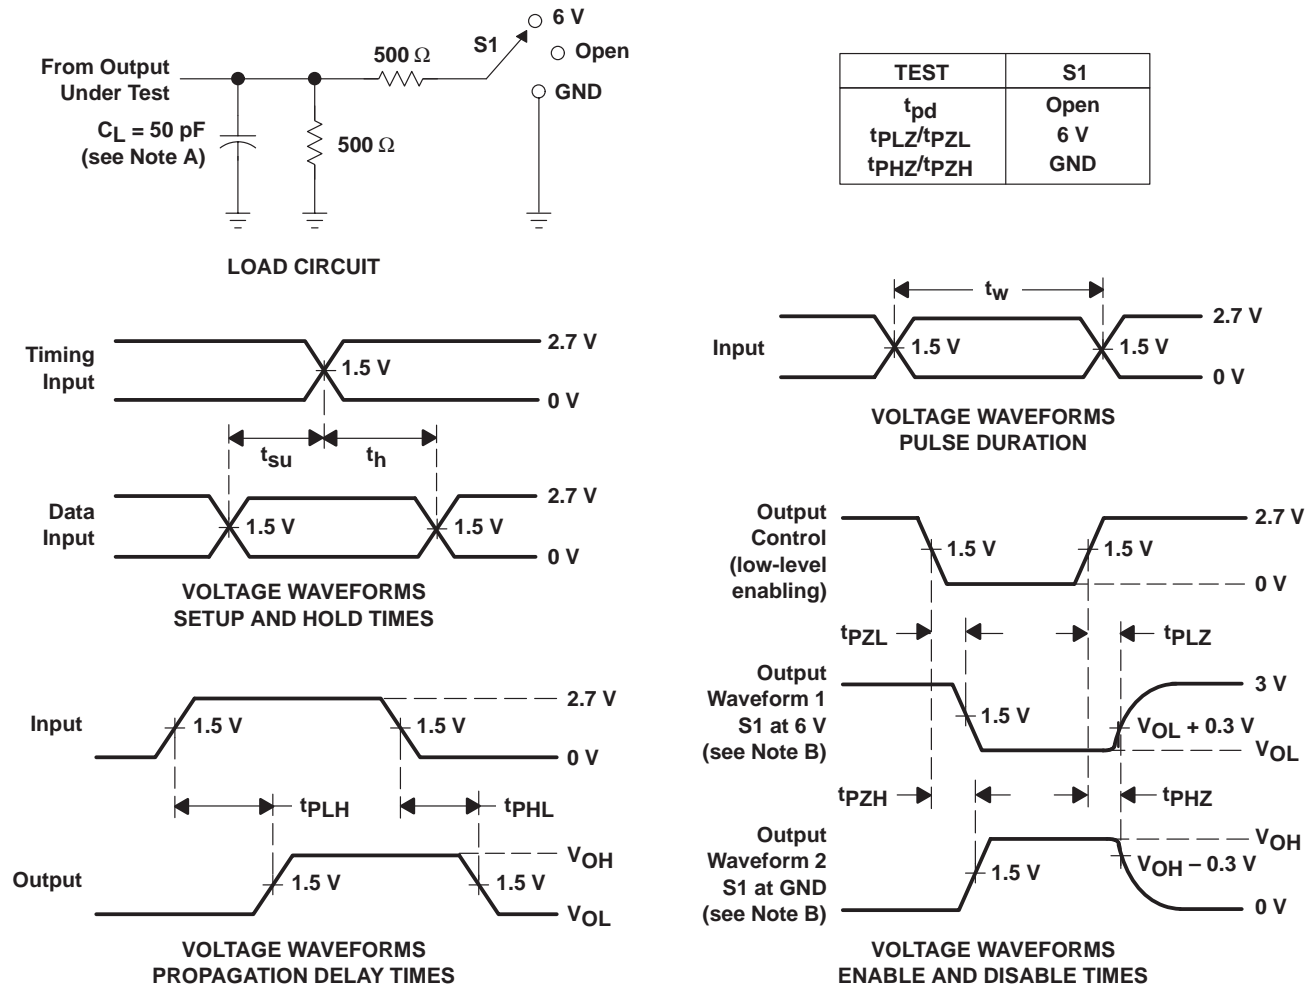 6 V
S1
Open
500 Ω
GND
From Output
Under Test
CL = 50 pF
(see Note A)
500 Ω
LOAD CIRCUIT
TEST S1
tpd Open
tPLZ/tPZL 6 V
tPHZ/tPZH GND
Timing
Input
2.7 V
1.5 V
0 V
tsu
th
Data
Input
2.7 V
1.5 V
1.5 V
0 V
VOLTAGE WAVEFORMS
SETUP AND HOLD TIMES
tw
Input
2.7 V
1.5 V
1.5 V
0 V
VOLTAGE WAVEFORMS
PULSE DURATION
Input
2.7 V
1.5 V
1.5 V
0 V
tPLH
tPHL
Output
VOH
1.5 V
1.5 V
VOL
VOLTAGE WAVEFORMS
PROPAGATION DELAY TIMES
Output
Control
(low-level
enabling)
2.7 V
1.5 V
1.5 V
0 V
tPZL
tPLZ
Output
Waveform 1
S1 at 6 V
(see Note B)
3 V
1.5 V
VOL + 0.3 V
VOL
tPZH
tPHZ
Output
Waveform 2
S1 at GND
(see Note B)
VOH
1.5 V
VOH – 0.3 V
0 V
VOLTAGE WAVEFORMS
ENABLE AND DISABLE TIMES